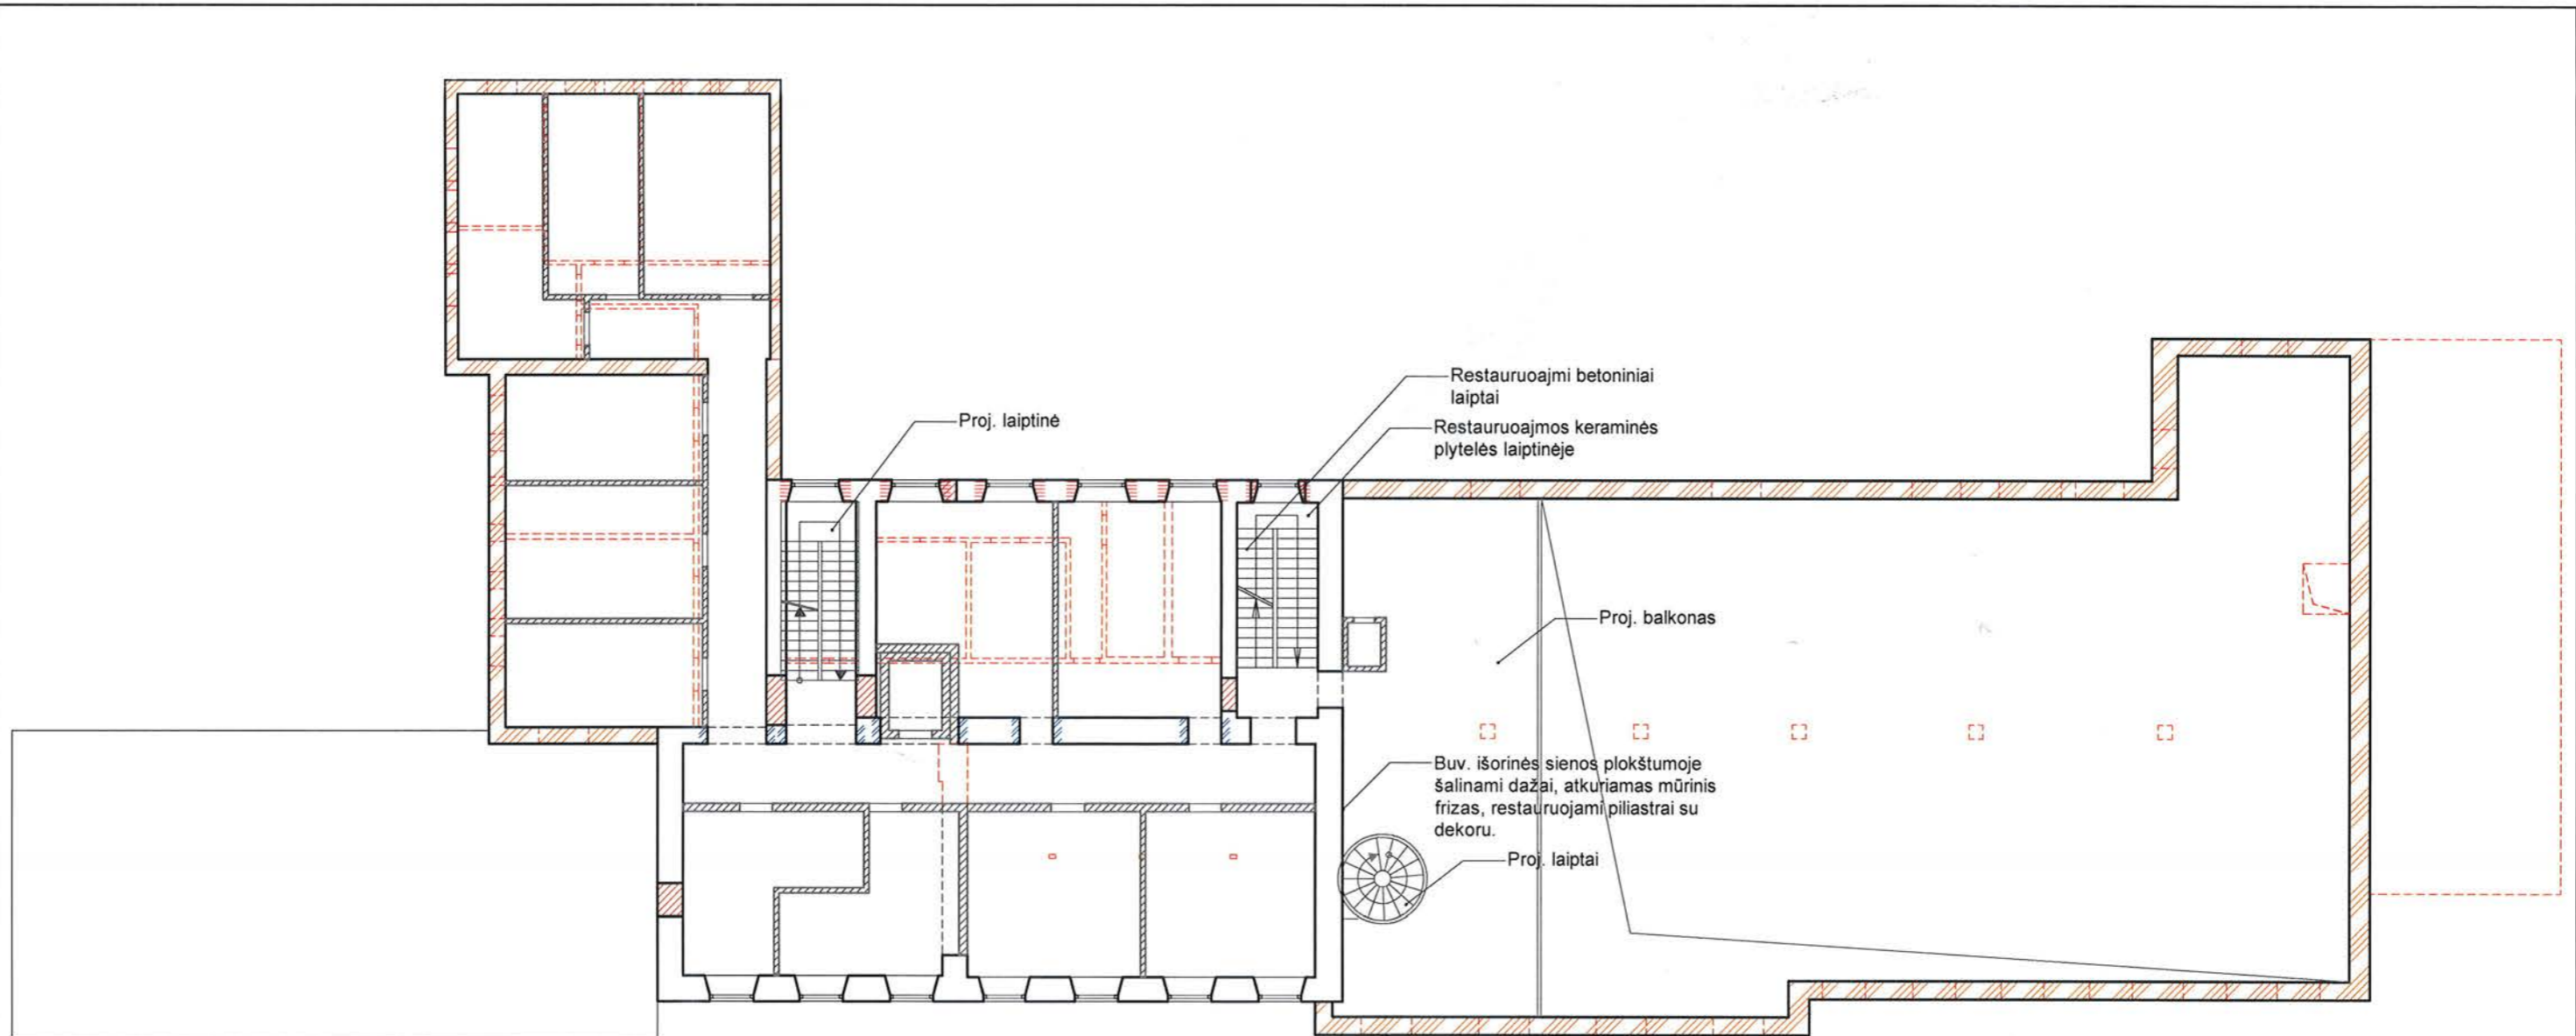 Restauruoajmi betoniniai
laiptai
Proj. laiptinė
Restauruoajmos keraminės
plytelės laiptinėje
Proj. balkonas
Buv. išorinės sienos plokštumoje
šalinami dažai, atkuriamas mūrinis
frizas, restauruojami piliastrai su
dekoru.
Proj. laiptai